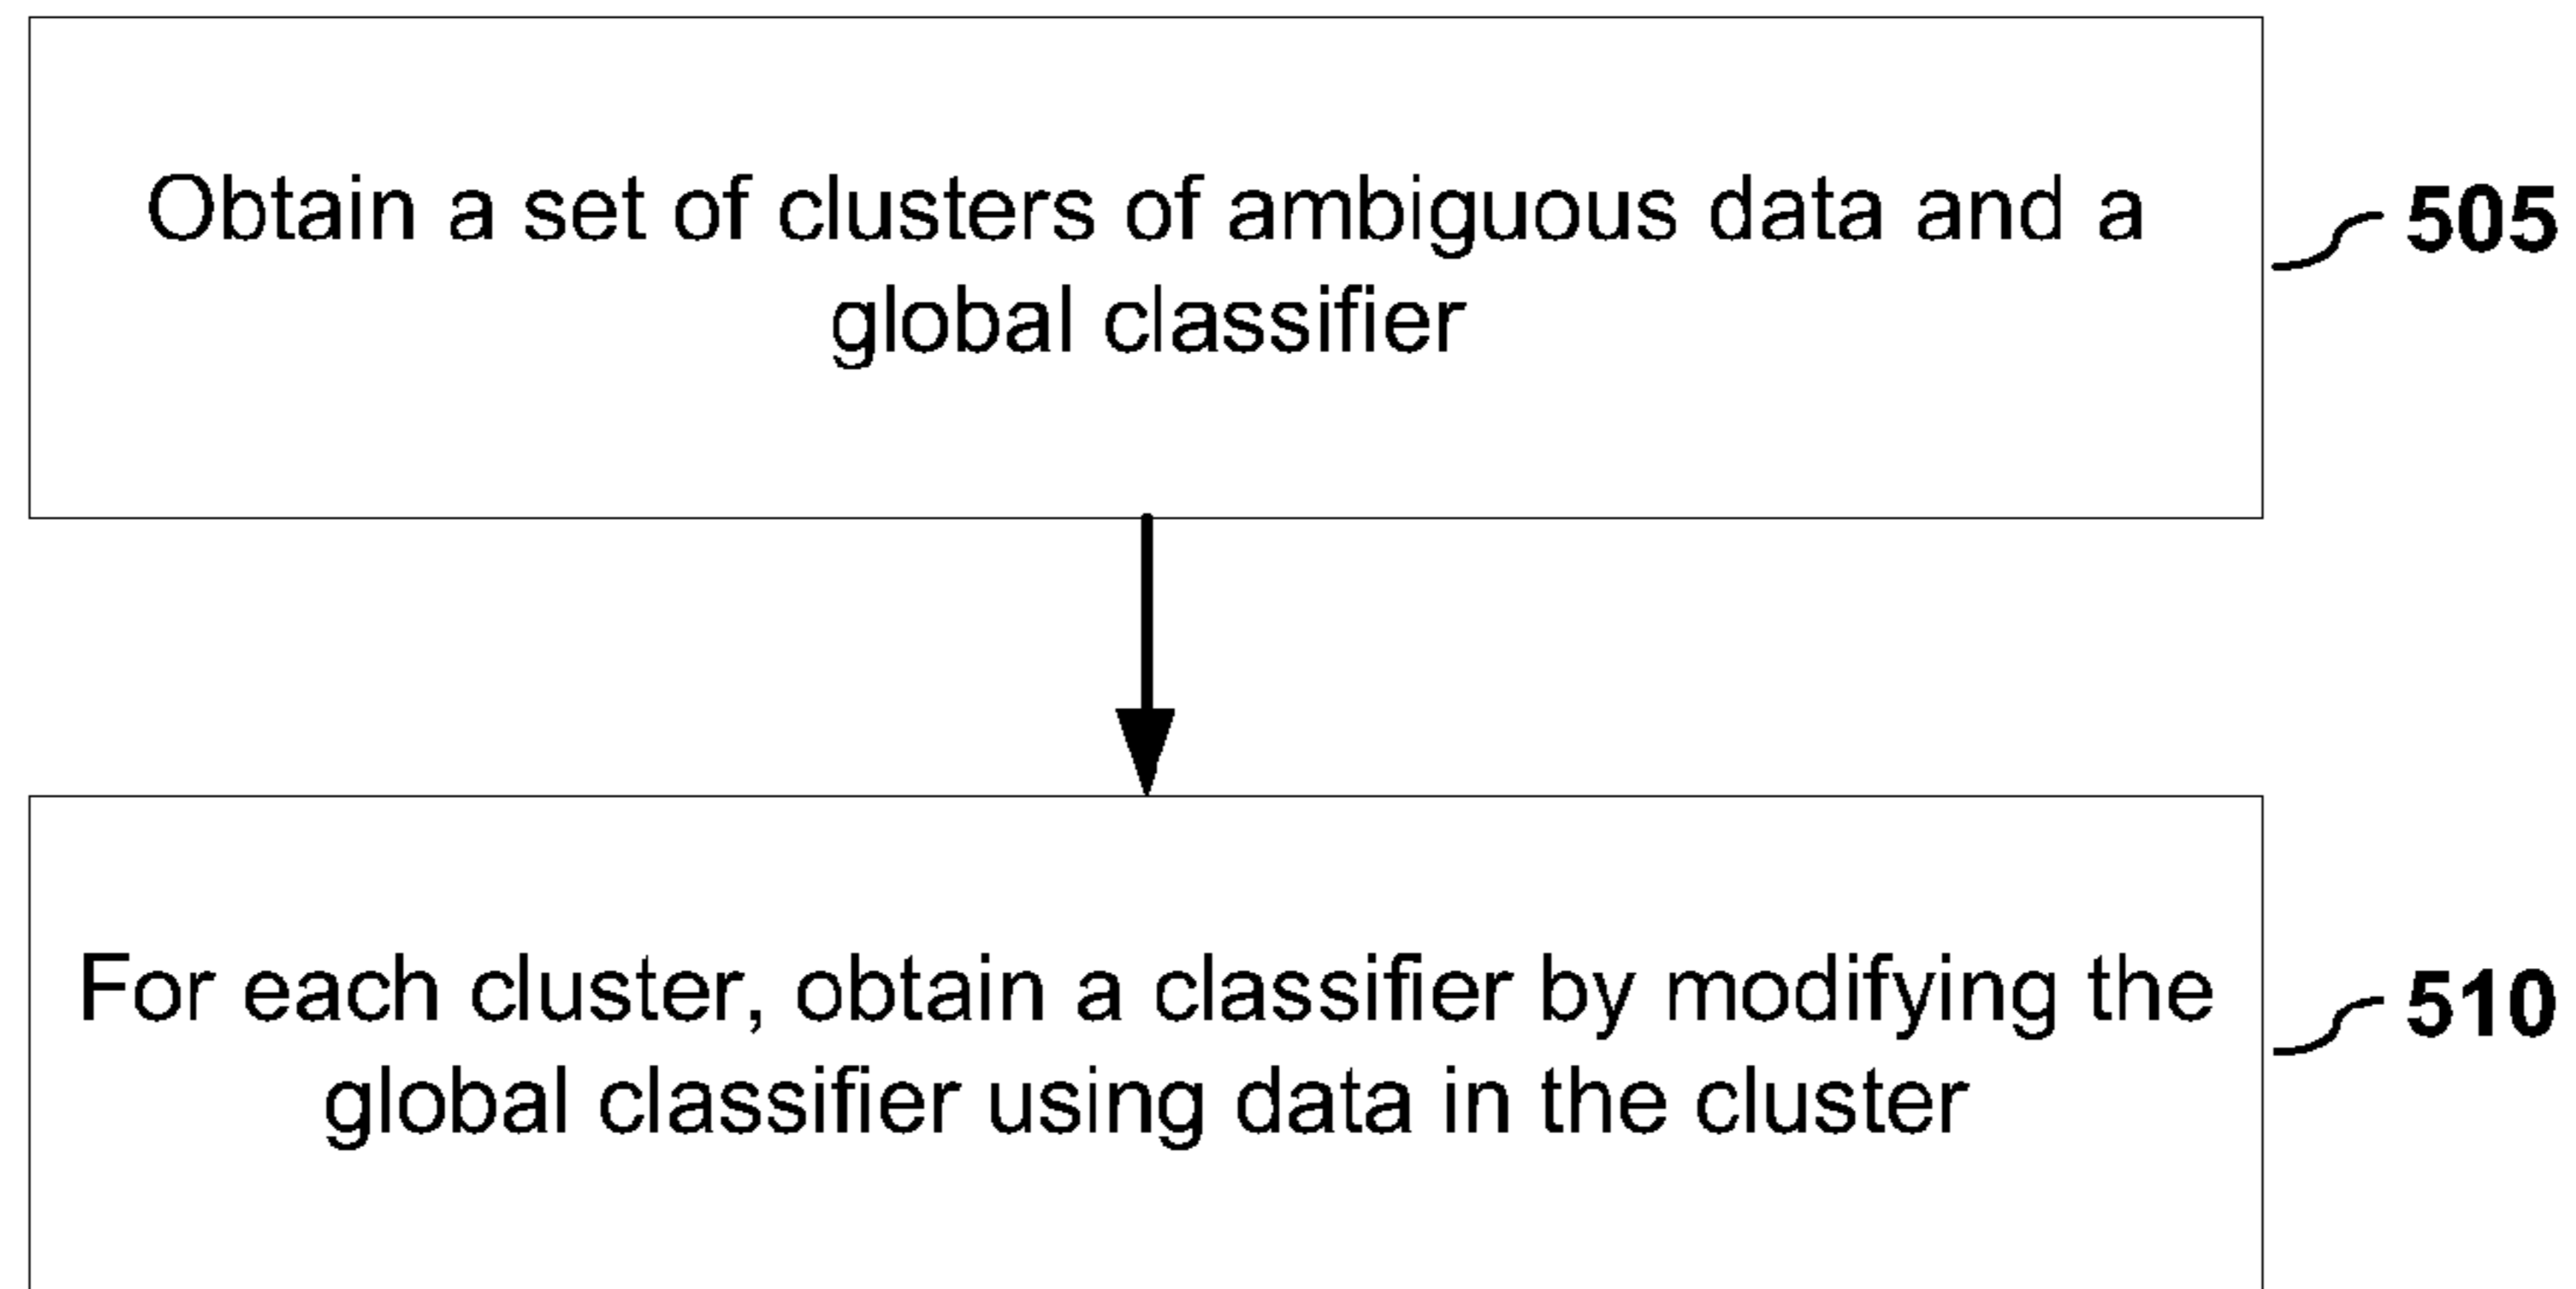 Obtain a set of clusters of ambiguous data and a
global classifier
505
For each cluster, obtain a classifier by modifying the
global classifier using data in the cluster
510